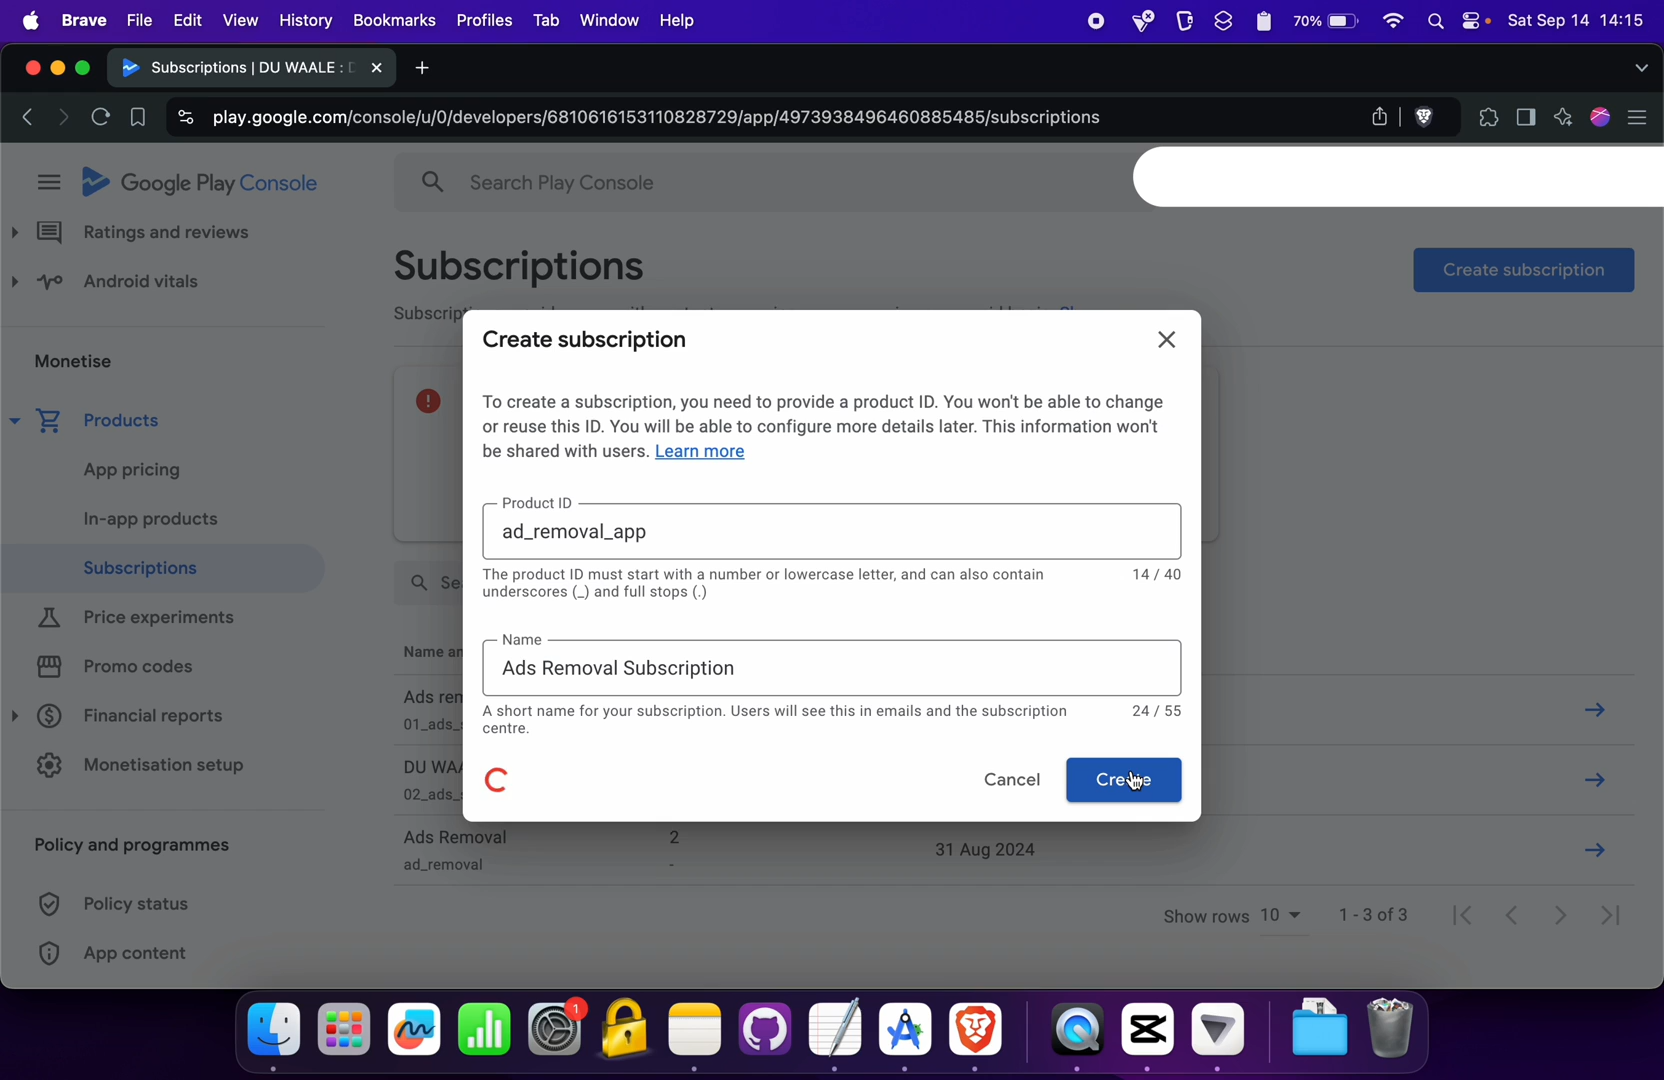 Brave File Edit View History Bookmarks Profiles Tab Window Help 70% Sat Sep 14 14:15
Subscriptions | DU WAALE :
play.google.com/console/u/0/developers/6810616153110828729/app/4973938496460885485/subscriptions
Google Play Console
Search Play Console
Ratings and reviews
Android vitals
Monetise
Products
App pricing
In-app products
Subscriptions
Price experiments
Promo codes
Financial reports
Monetisation setup
Policy and programmes
Policy status
App content
Subscriptions
Create subscription
Create subscription
To create a subscription, you need to provide a product ID. You won't be able to change
or reuse this ID. You will be able to configure more details later. This information won't
be shared with users. Learn more
Product ID
ad_removal_app
The product ID must start with a number or lowercase letter, and can also contain 14 / 40
underscores (_) and full stops (.)
Name
Ads Removal Subscription
A short name for your subscription. Users will see this in emails and the subscription 24 / 55
centre.
Cancel Create
Ads Removal 2 31 Aug 2024
ad_removal -
Show rows 10 1 - 3 of 3
1